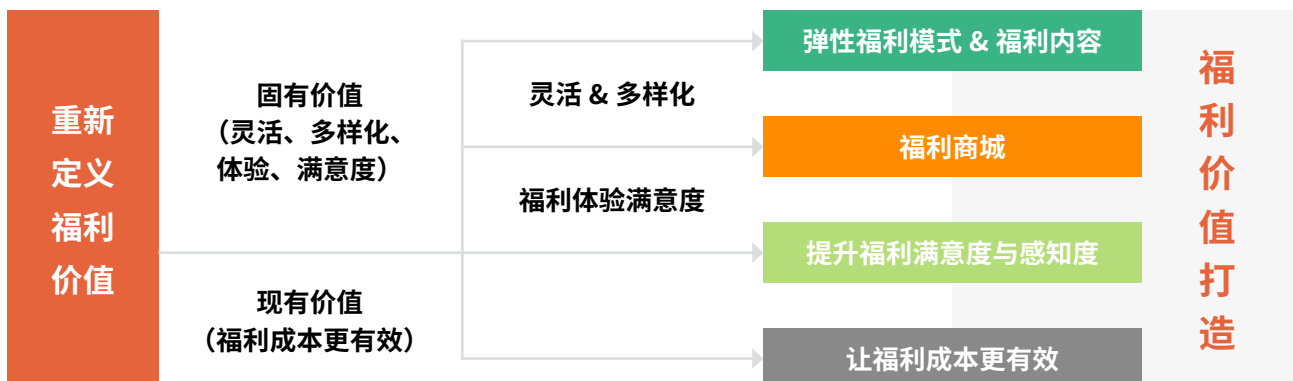 重新
定义
福利
价值
固有价值
（灵活、多样化、
体验、满意度）
现有价值
（福利成本更有效）
灵活 & 多样化
福利体验满意度
弹性福利模式 & 福利内容
福利商城
提升福利满意度与感知度
让福利成本更有效
福
利
价
值
打
造